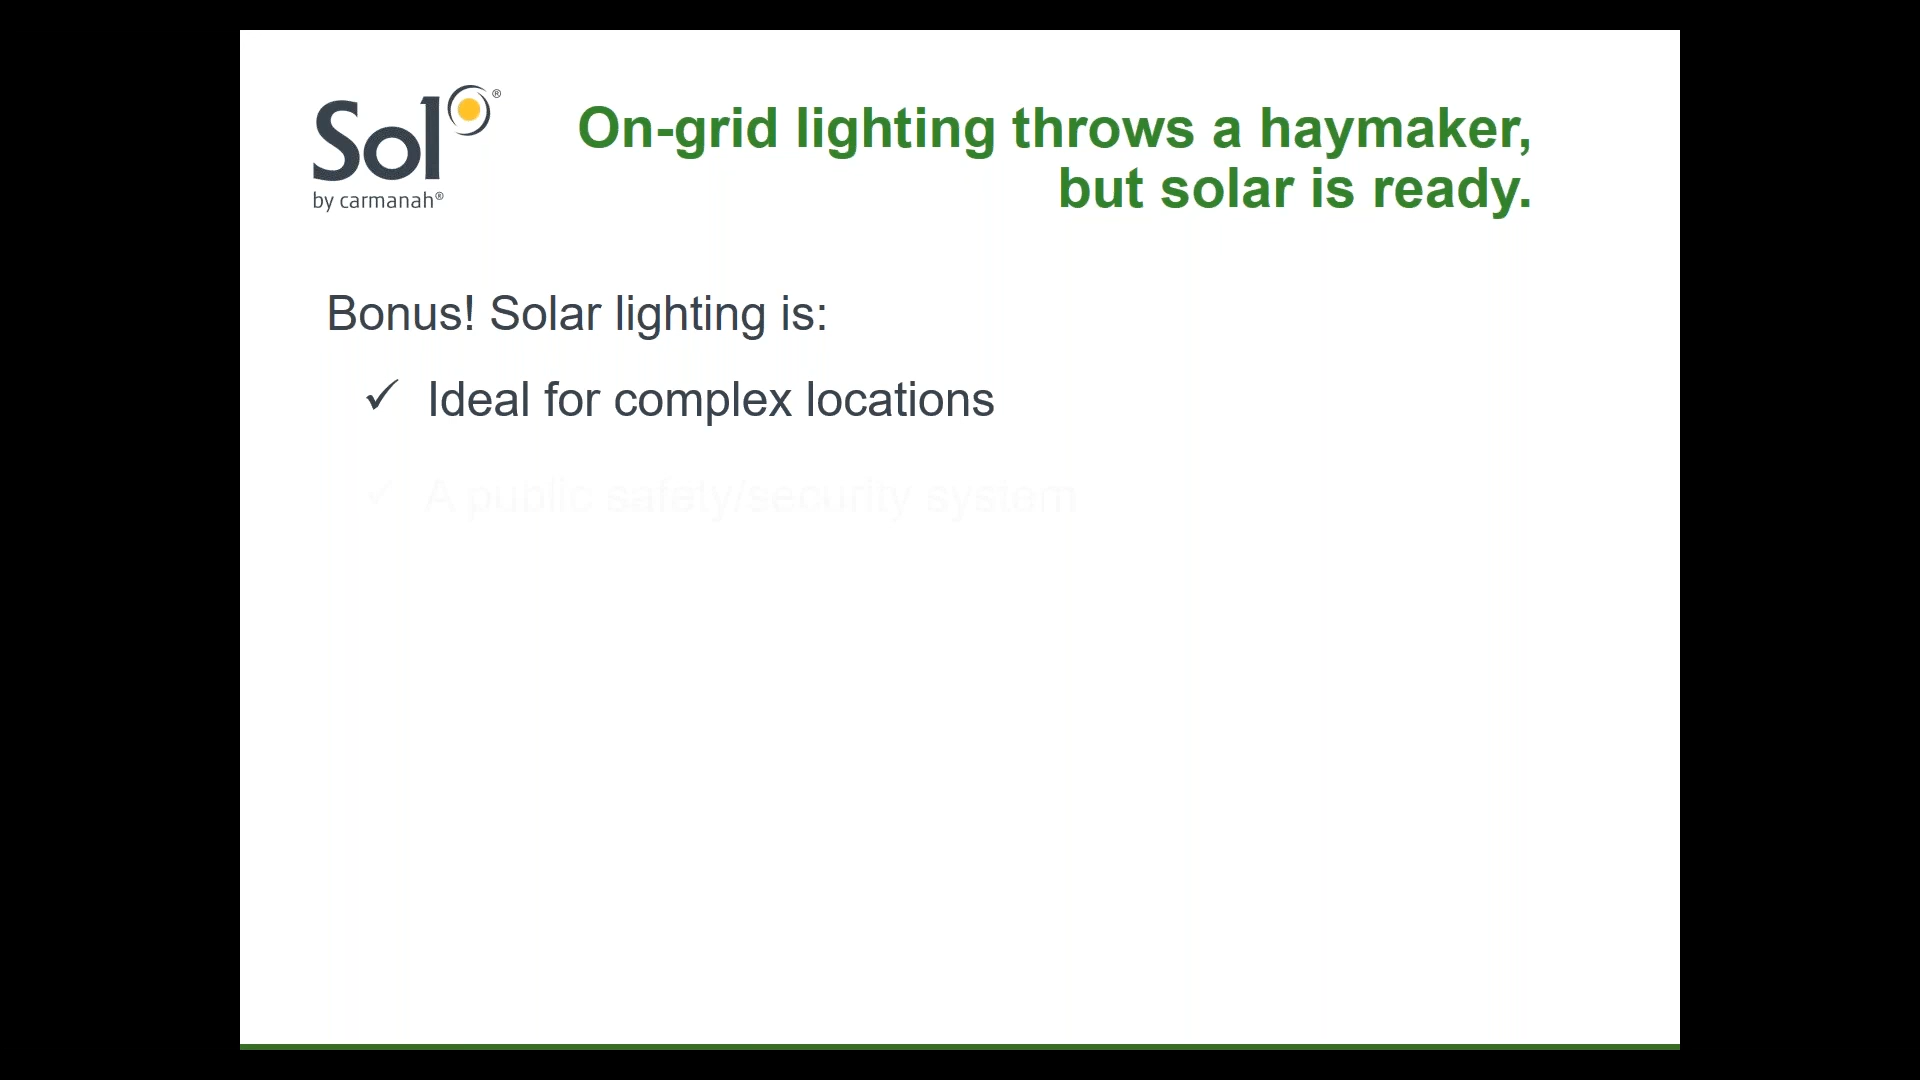 Sol®
by carmanah®
On-grid lighting throws a haymaker,
but solar is ready.
Bonus! Solar lighting is:
✓ Ideal for complex locations
✓ A public safety/security system